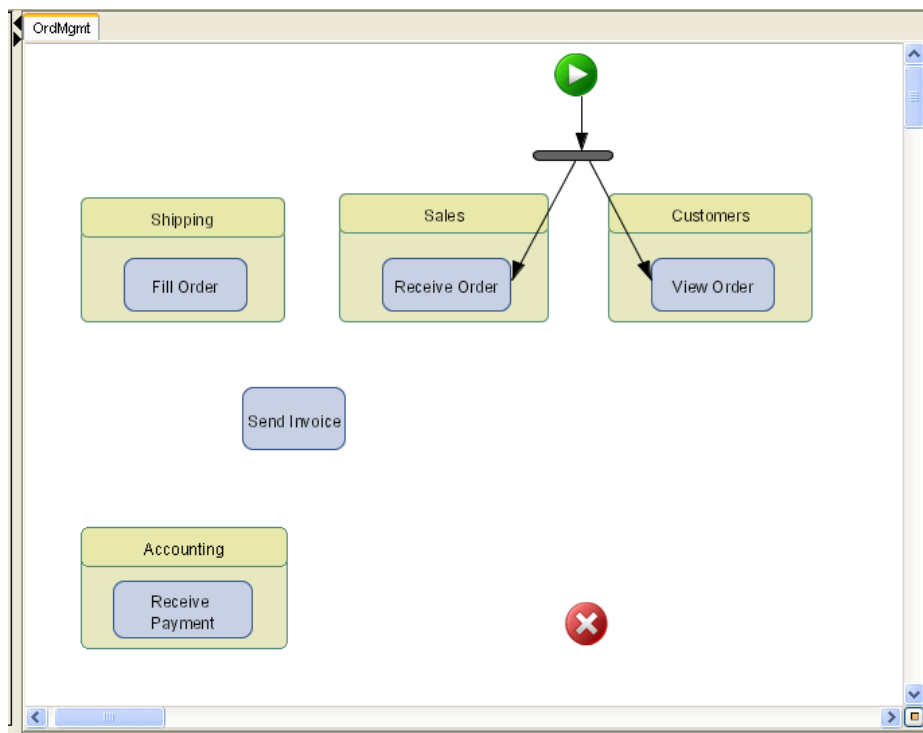 OrdMgmt
Shipping
Sales
Customers
Fill Order
Receive Order
View Order
Send Invoice
Accounting
Receive
Payment